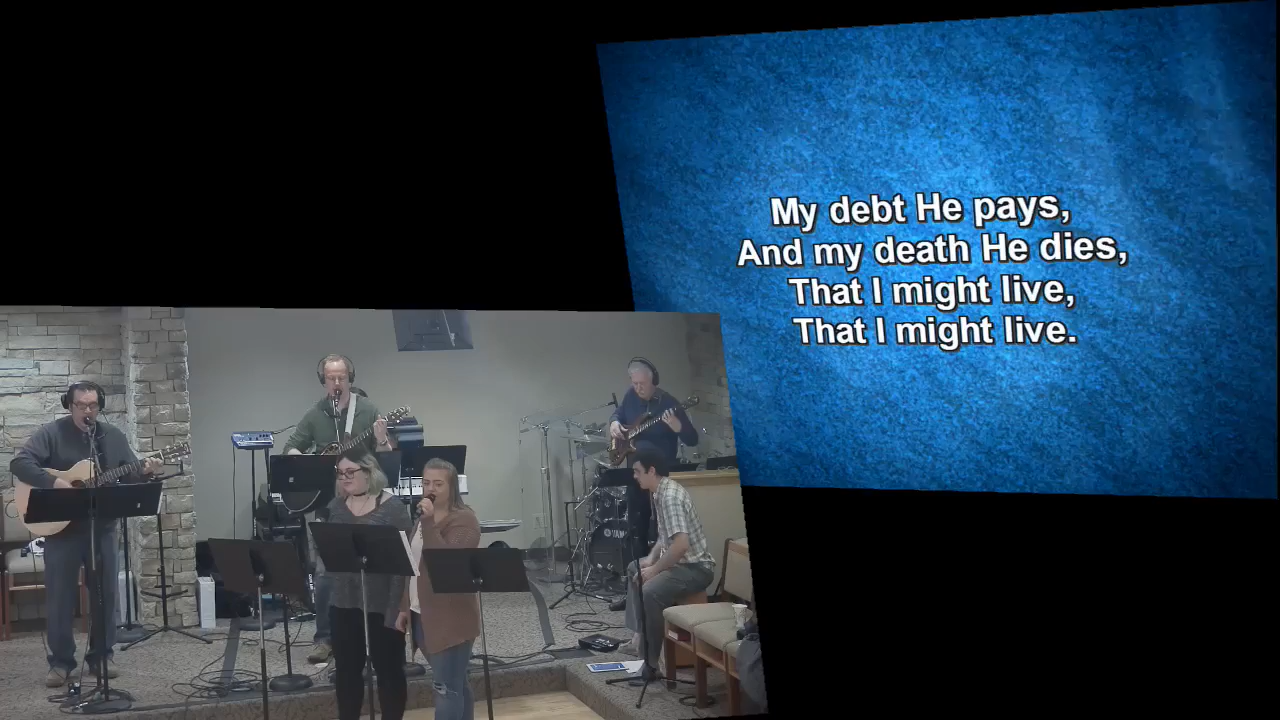 My debt He pays,
And my death He dies,
That I might live,
That I might live.